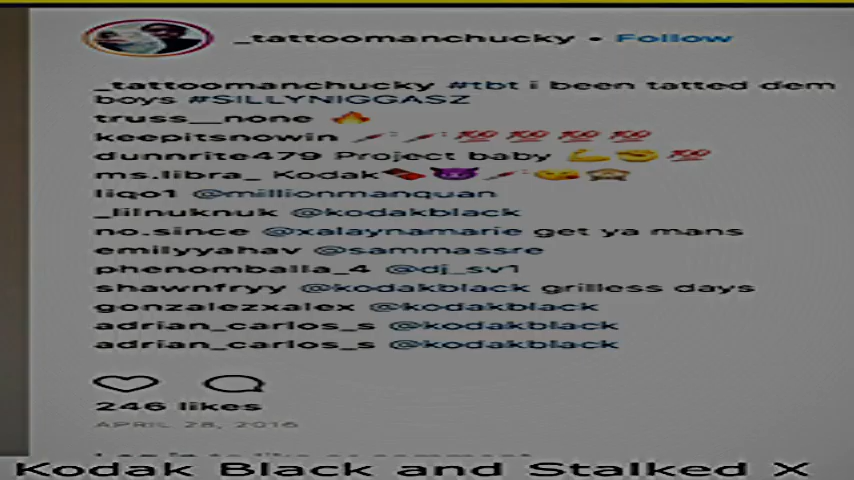 _tattoomanchucky • Follow
_tattoomanchucky #tbt i been tatted dem
boys #SILLYNIGGASZ
truss__none 🔥
keepitsnowin 💉 💉 💯 💯 💯 💯
dunnrite479 Project baby 💪 💯
ms.libra_ Kodak🍫😈💉😋🙈
liqo1 @millionmanquan
_lilnuknuk @kodakblack
no.since @xalaynamarie get ya mans
emilyyahav @sammassre
phenomballa_4 @dj_sv1
shawnfryy @kodakblack grilless days
gonzalezxalex @kodakblack
adrian_carlos_s @kodakblack
adrian_carlos_s @kodakblack
246 likes
APRIL 28, 2016
Kodak Black and Stalked X